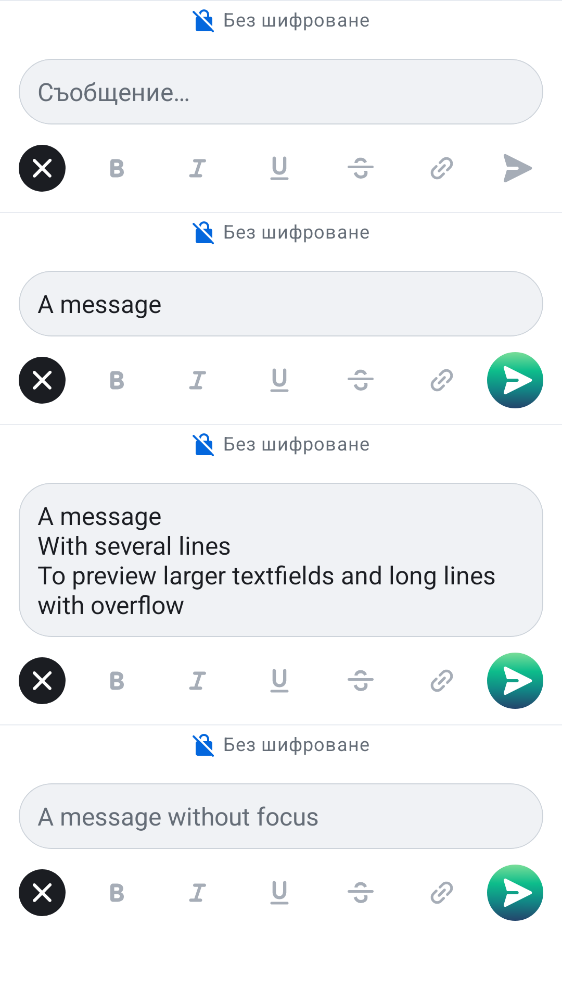 Без шифроване
Съобщение…
B I U S
Без шифроване
A message
B I U S
Без шифроване
A message
With several lines
To preview larger textfields and long lines
with overflow
B I U S
Без шифроване
A message without focus
B I U S